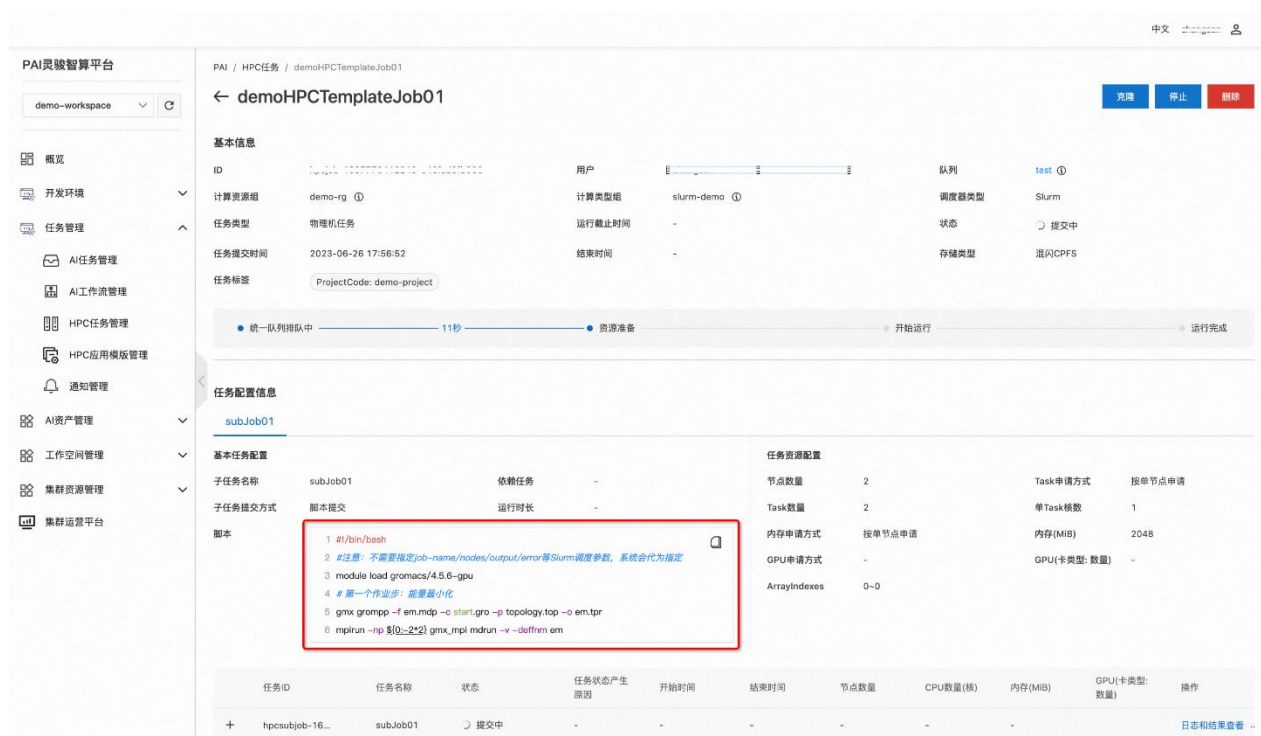 中文
PAI灵骏智算平台
PAI / HPC任务 / demoHPCTemplateJob01
demo-workspace
← demoHPCTemplateJob01
克隆 停止 删除
基本信息
概览
ID 用户 队列 test
开发环境
计算资源组 demo-rg 计算类型组 slurm-demo 调度器类型 Slurm
任务管理
任务类型 物理机任务 运行截止时间 - 状态 提交中
任务提交时间 2023-06-26 17:56:52 结束时间 - 存储类型 混闪CPFS
AI任务管理
任务标签 ProjectCode: demo-project
AI工作流管理
HPC任务管理
统一队列排队中 11秒 资源准备 开始运行 运行完成
HPC应用模版管理
通知管理
任务配置信息
AI资产管理
subJob01
工作空间管理
基本任务配置 任务资源配置
子任务名称 subJob01 依赖任务 - 节点数量 2 Task申请方式 按单节点申请
集群资源管理
子任务提交方式 脚本提交 运行时长 - Task数量 2 单Task核数 1
集群运营平台
脚本 内存申请方式 按单节点申请 内存(MiB) 2048
1 #!/bin/bash
2 #注意：不需要指定job-name/nodes/output/error等Slurm调度参数，系统会代为指定
GPU申请方式 - GPU(卡类型: 数量) -
3 module load gromacs/4.5.6-gpu
ArrayIndexes 0~0
4 # 第一个作业步：能量最小化
5 gmx grompp -f em.mdp -c start.gro -p topology.top -o em.tpr
6 mpirun -np ${0:-2*2} gmx_mpi mdrun -v -deffnm em
任务ID 任务名称 状态 任务状态产生 开始时间 结束时间 节点数量 CPU数量(核) 内存(MiB) GPU(卡类型: 操作
原因 数量)
+ hpcsubjob-16... subJob01 提交中 - - - - - - 日志和结果查看 ..